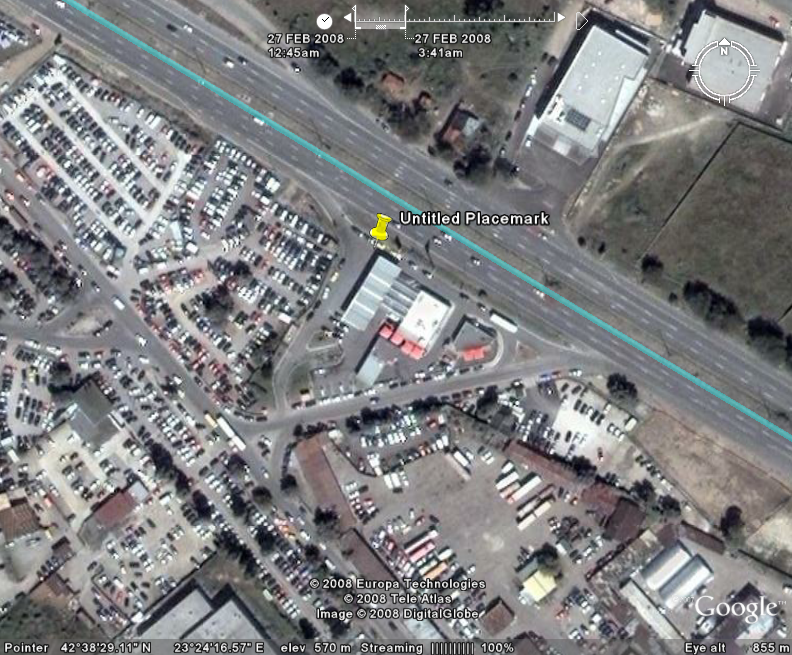 27 FEB 2008 27 FEB 2008
12:45am 3:41am
N
Untitled Placemark
© 2008 Europa Technologies
© 2008 Tele Atlas
Image © 2008 DigitalGlobe
Google™
Pointer 42°38'29.11" N 23°24'16.57" E elev 570 m Streaming |||||||||| 100% Eye alt 855 m